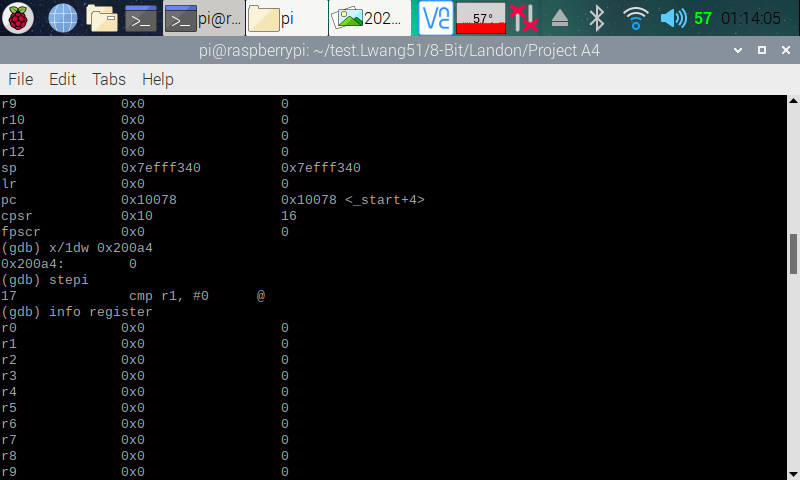 pi@r...
pi
202...
57°
57 01:14:05
pi@raspberrypi: ~/test.Lwang51/8-Bit/Landon/Project A4
File Edit Tabs Help
r9 0x0 0
r10 0x0 0
r11 0x0 0
r12 0x0 0
sp 0x7efff340 0x7efff340
lr 0x0 0
pc 0x10078 0x10078 <_start+4>
cpsr 0x10 16
fpscr 0x0 0
(gdb) x/1dw 0x200a4
0x200a4: 0
(gdb) stepi
17 cmp r1, #0 @
(gdb) info register
r0 0x0 0
r1 0x0 0
r2 0x0 0
r3 0x0 0
r4 0x0 0
r5 0x0 0
r6 0x0 0
r7 0x0 0
r8 0x0 0
r9 0x0 0